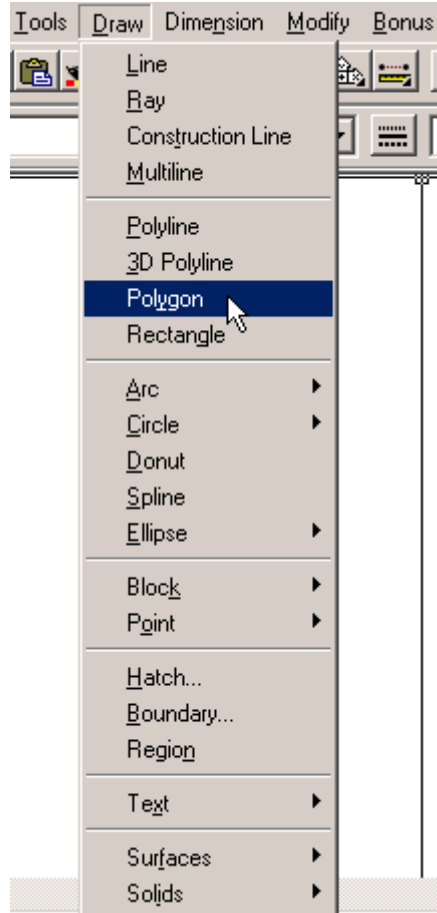 Tools Draw Dimension Modify Bonus
Line
Ray
Construction Line
Multiline
Polyline
3D Polyline
Polygon
Rectangle
Arc
Circle
Donut
Spline
Ellipse
Block
Point
Hatch...
Boundary...
Region
Text
Surfaces
Solids